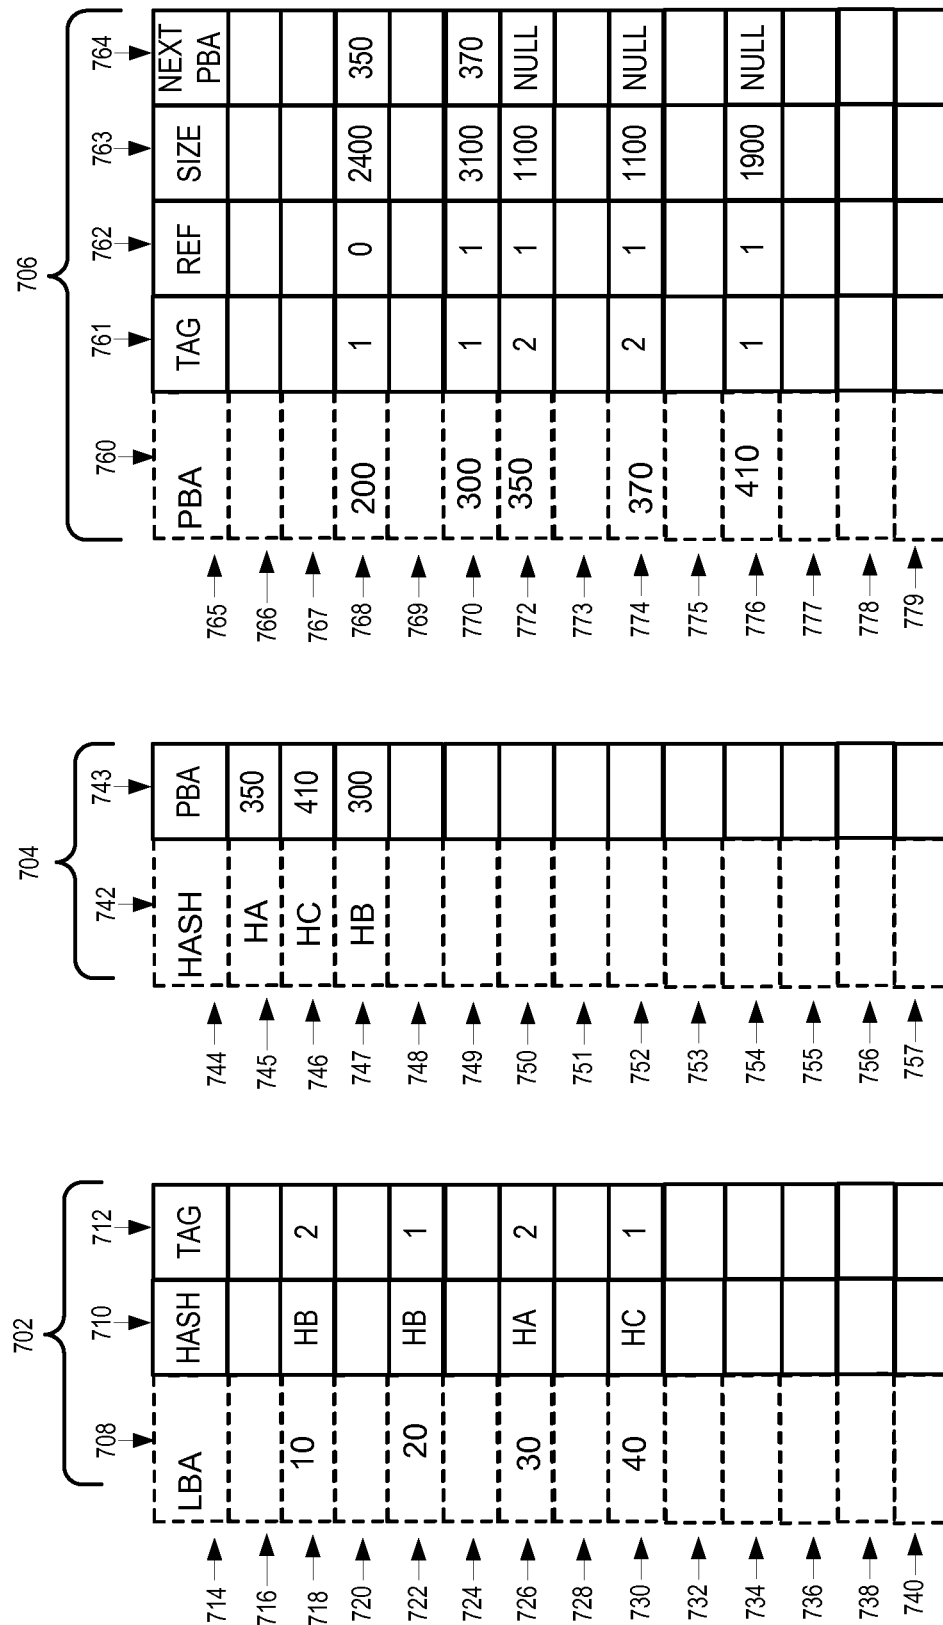 702
708 710 712
LBA HASH TAG
714
716
718 10 HB 2
720
722 20 HB 1
724
726 30 HA 2
728
730 40 HC 1
732
734
736
738
740
704
742 743
HASH PBA
744
745 HA 350
746 HC 410
747 HB 300
748
749
750
751
752
753
754
755
756
757
706
760 761 762 763 764
PBA TAG REF SIZE NEXT
PBA
765
766
767
768 200 1 0 2400 350
769
770 300 1 1 3100 370
772 350 2 1 1100 NULL
773
774 370 2 1 1100 NULL
775
776 410 1 1 1900 NULL
777
778
779